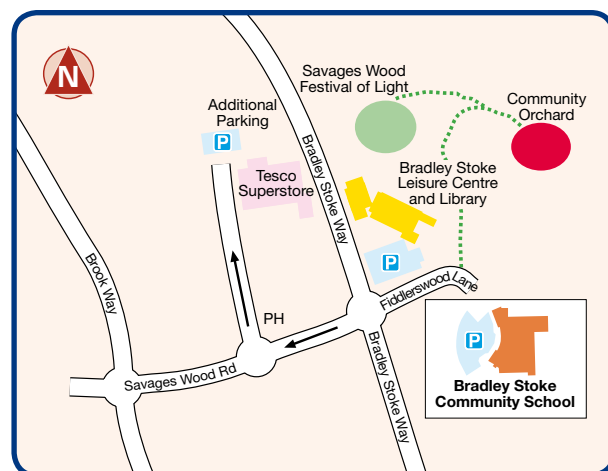 N
Savages Wood
Festival of Light
Community
Orchard
Additional
Parking
P
Tesco
Superstore
Bradley Stoke Way
Bradley Stoke
Leisure Centre
and Library
P
Brook Way
Fiddlerswood Lane
PH
Savages Wood Rd
Bradley Stoke Way
P
Bradley Stoke
Community School